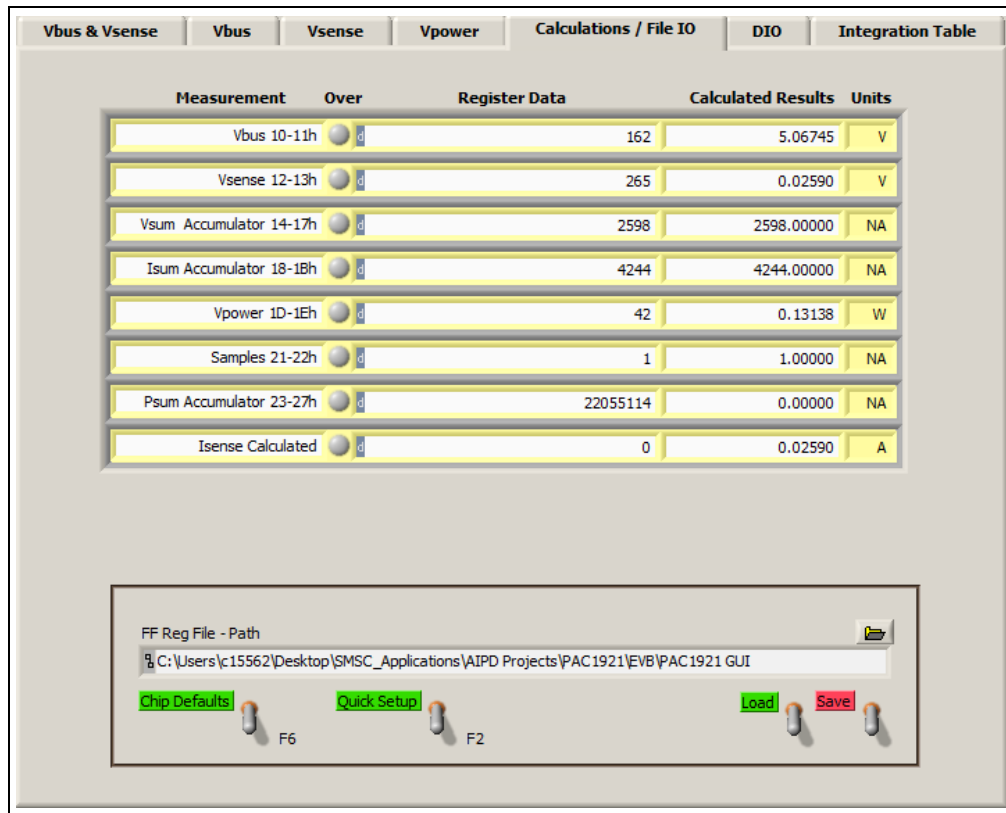 Vbus & Vsense Vbus Vsense Vpower Calculations / File IO DIO Integration Table
Measurement Over Register Data Calculated Results Units
Vbus 10-11h d 162 5.06745 V
Vsense 12-13h d 265 0.02590 V
Vsum Accumulator 14-17h d 2598 2598.00000 NA
Isum Accumulator 18-1Bh d 4244 4244.00000 NA
Vpower 1D-1Eh d 42 0.13138 W
Samples 21-22h d 1 1.00000 NA
Psum Accumulator 23-27h d 22055114 0.00000 NA
Isense Calculated d 0 0.02590 A
FF Reg File - Path
C:\Users\c15562\Desktop\SMSC_Applications\AIPD Projects\PAC1921\EVB\PAC1921 GUI
Chip Defaults Quick Setup Load Save
F6 F2